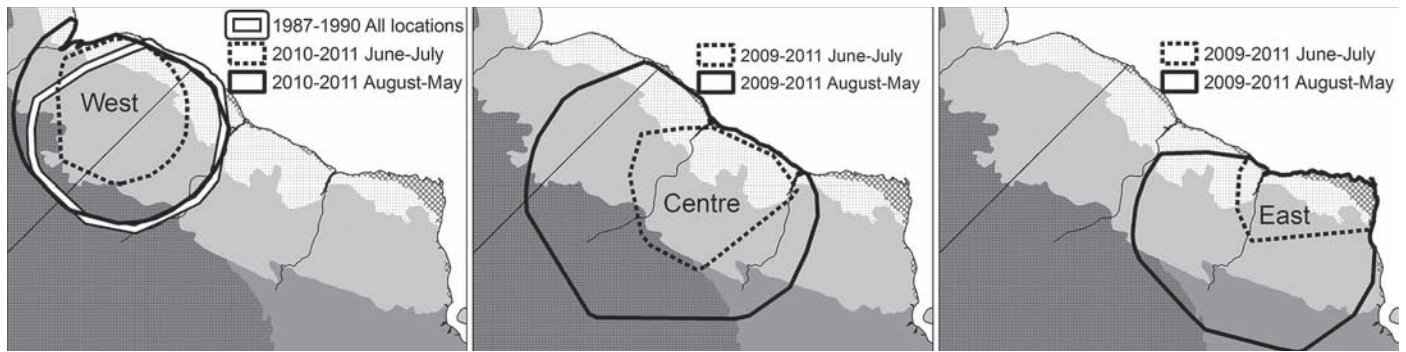 1987-1990 All locations
2010-2011 June-July
2010-2011 August-May
West
2009-2011 June-July
2009-2011 August-May
Centre
2009-2011 June-July
2009-2011 August-May
East